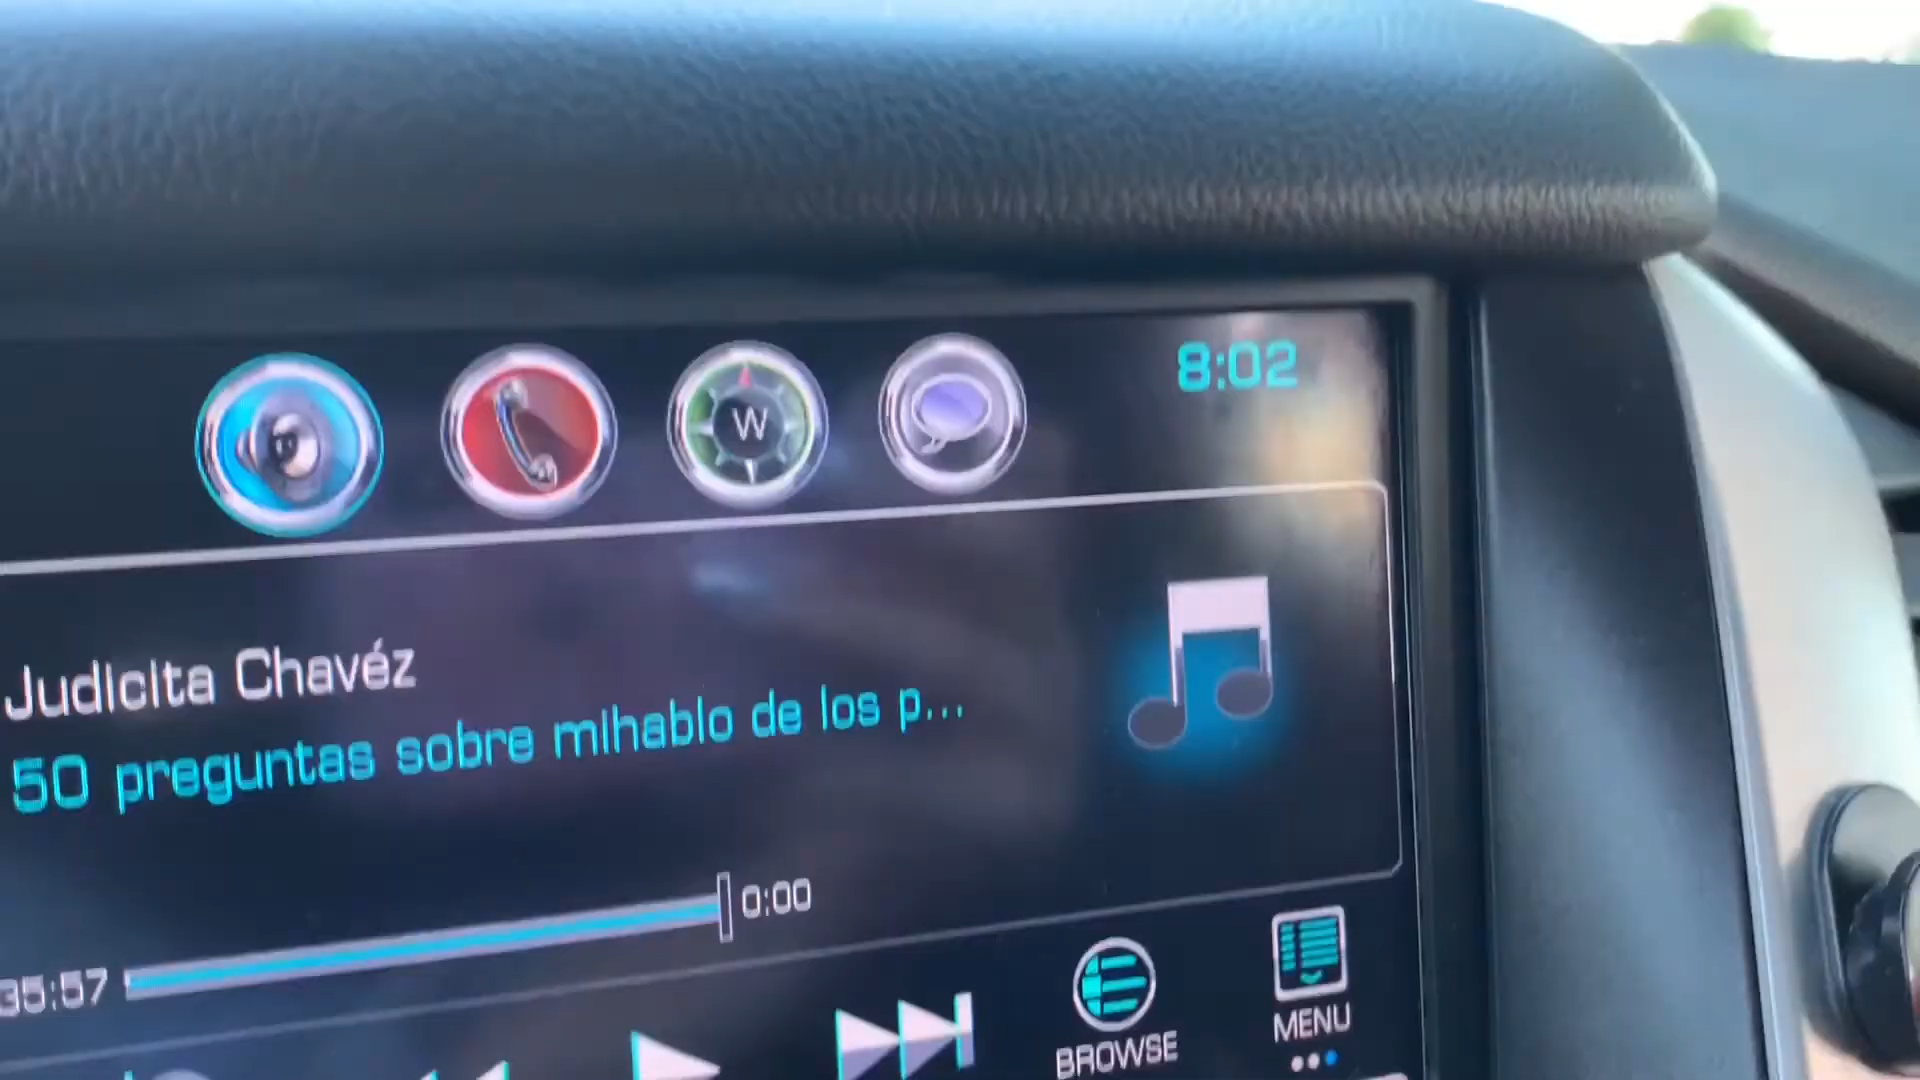 W
8:02
Judicita Chavéz
50 preguntas sobre mihablo de los p...
0:00
35:57
BROWSE
MENU